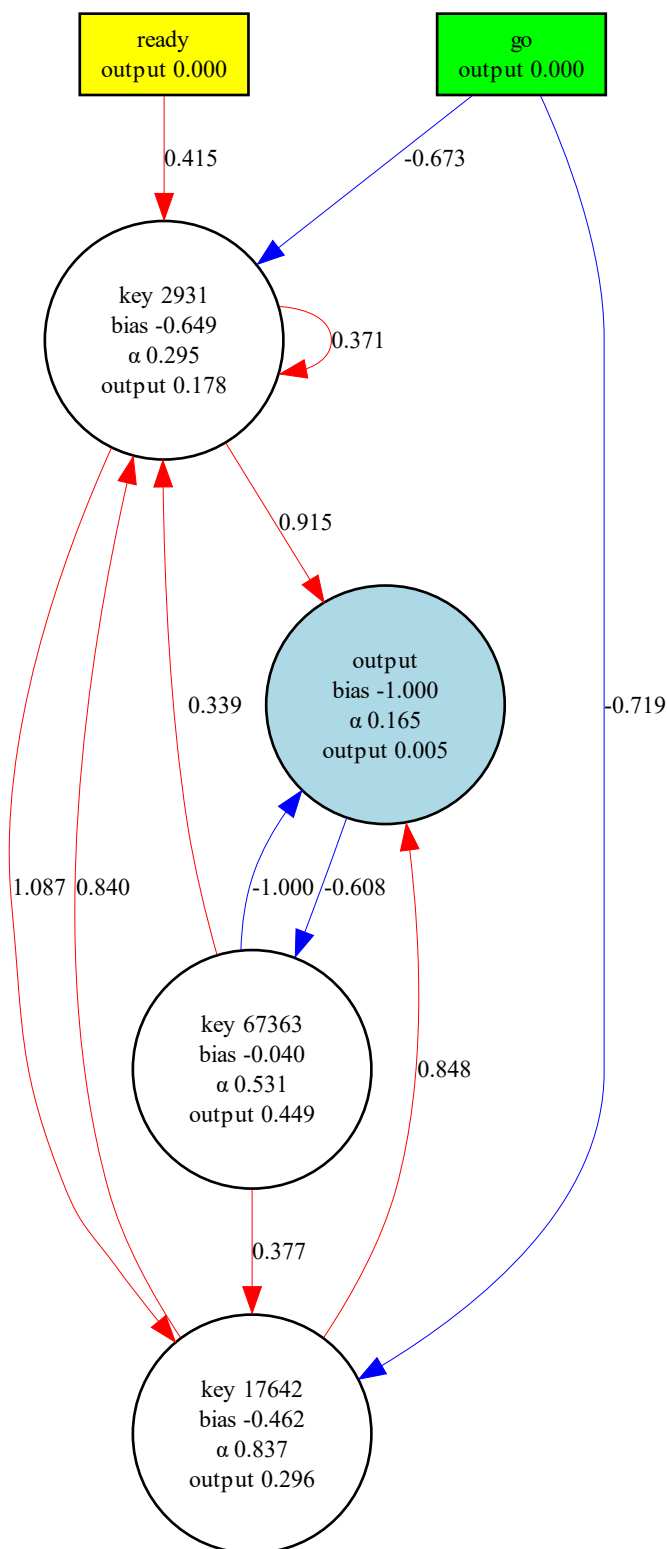 ready
output 0.000
go
output 0.000
0.415
-0.673
key 2931
bias -0.649
α 0.295
output 0.178
0.371
0.915
output
bias -1.000
α 0.165
output 0.005
0.339
-0.719
1.087
0.840
-1.000
-0.608
key 67363
bias -0.040
α 0.531
output 0.449
0.848
0.377
key 17642
bias -0.462
α 0.837
output 0.296